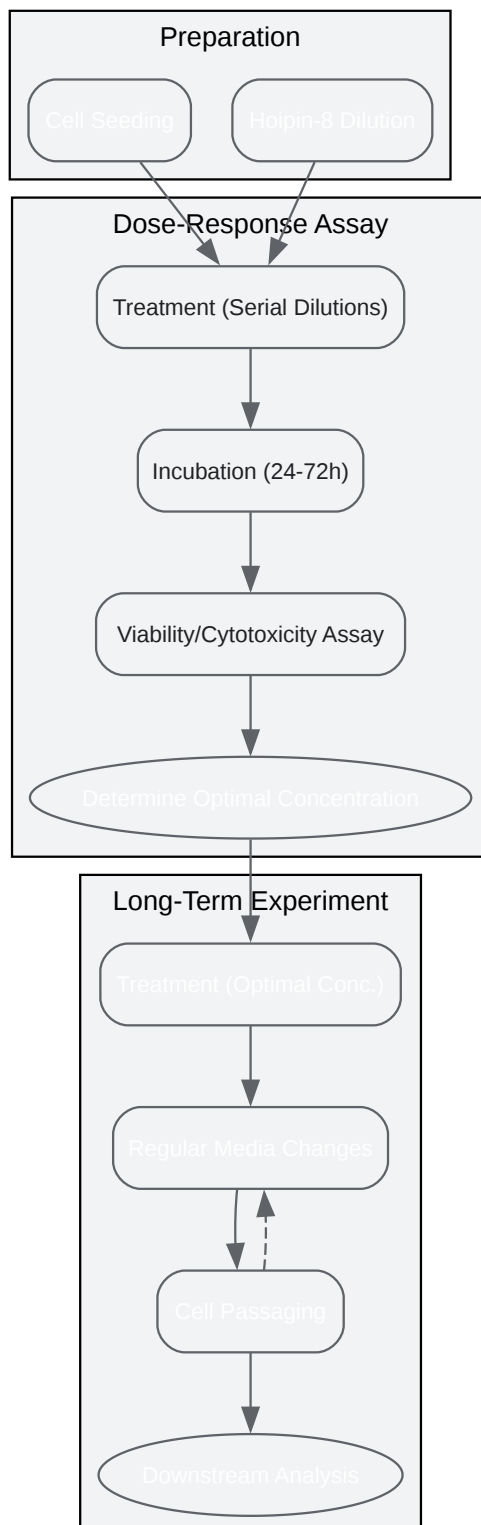 Preparation
Cell Seeding
Hoipin-8 Dilution
Dose-Response Assay
Treatment (Serial Dilutions)
Incubation (24-72h)
Viability/Cytotoxicity Assay
Determine Optimal Concentration
Long-Term Experiment
Treatment (Optimal Conc.)
Regular Media Changes
Cell Passaging
Downstream Analysis